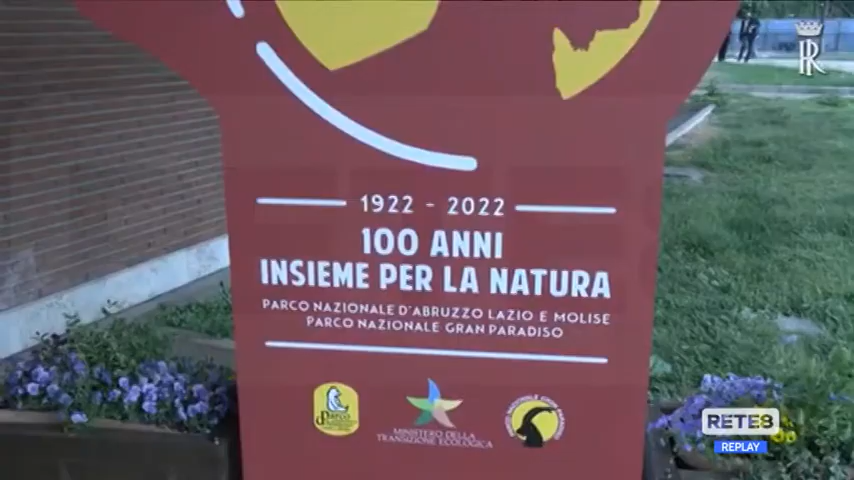 1922 - 2022
100 ANNI
INSIEME PER LA NATURA
PARCO NAZIONALE D'ABRUZZO LAZIO E MOLISE
PARCO NAZIONALE GRAN PARADISO
Parco
MINISTERO DELLA
TRANSIZIONE ECOLOGICA
RETE8
REPLAY